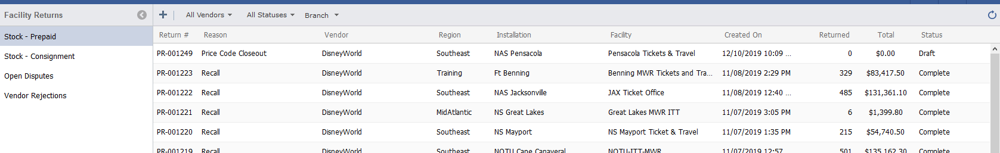 Facility Returns
All Vendors All Statuses Branch
Stock - Prepaid
Stock - Consignment
Open Disputes
Vendor Rejections
Return # Reason Vendor Region Installation Facility Created On Returned Total Status
PR-001249 Price Code Closeout DisneyWorld Southeast NAS Pensacola Pensacola Tickets & Travel 12/10/2019 10:09 ... 0 $0.00 Draft
PR-001223 Recall DisneyWorld Training Ft Benning Benning MWR Tickets and Tra... 11/08/2019 2:29 PM 329 $83,417.50 Complete
PR-001222 Recall DisneyWorld Southeast NAS Jacksonville JAX Ticket Office 11/08/2019 12:40 ... 485 $131,361.10 Complete
PR-001221 Recall DisneyWorld MidAtlantic NS Great Lakes Great Lakes MWR ITT 11/07/2019 3:05 PM 6 $1,399.80 Complete
PR-001220 Recall DisneyWorld Southeast NS Mayport NS Mayport Ticket & Travel 11/07/2019 1:35 PM 215 $54,740.50 Complete
PR-001219 Recall DisneyWorld Southeast NOTU Cape Canaveral NOTU-ITT-MWR 11/07/2019 12:57 ... 501 $135,162.30 Complete